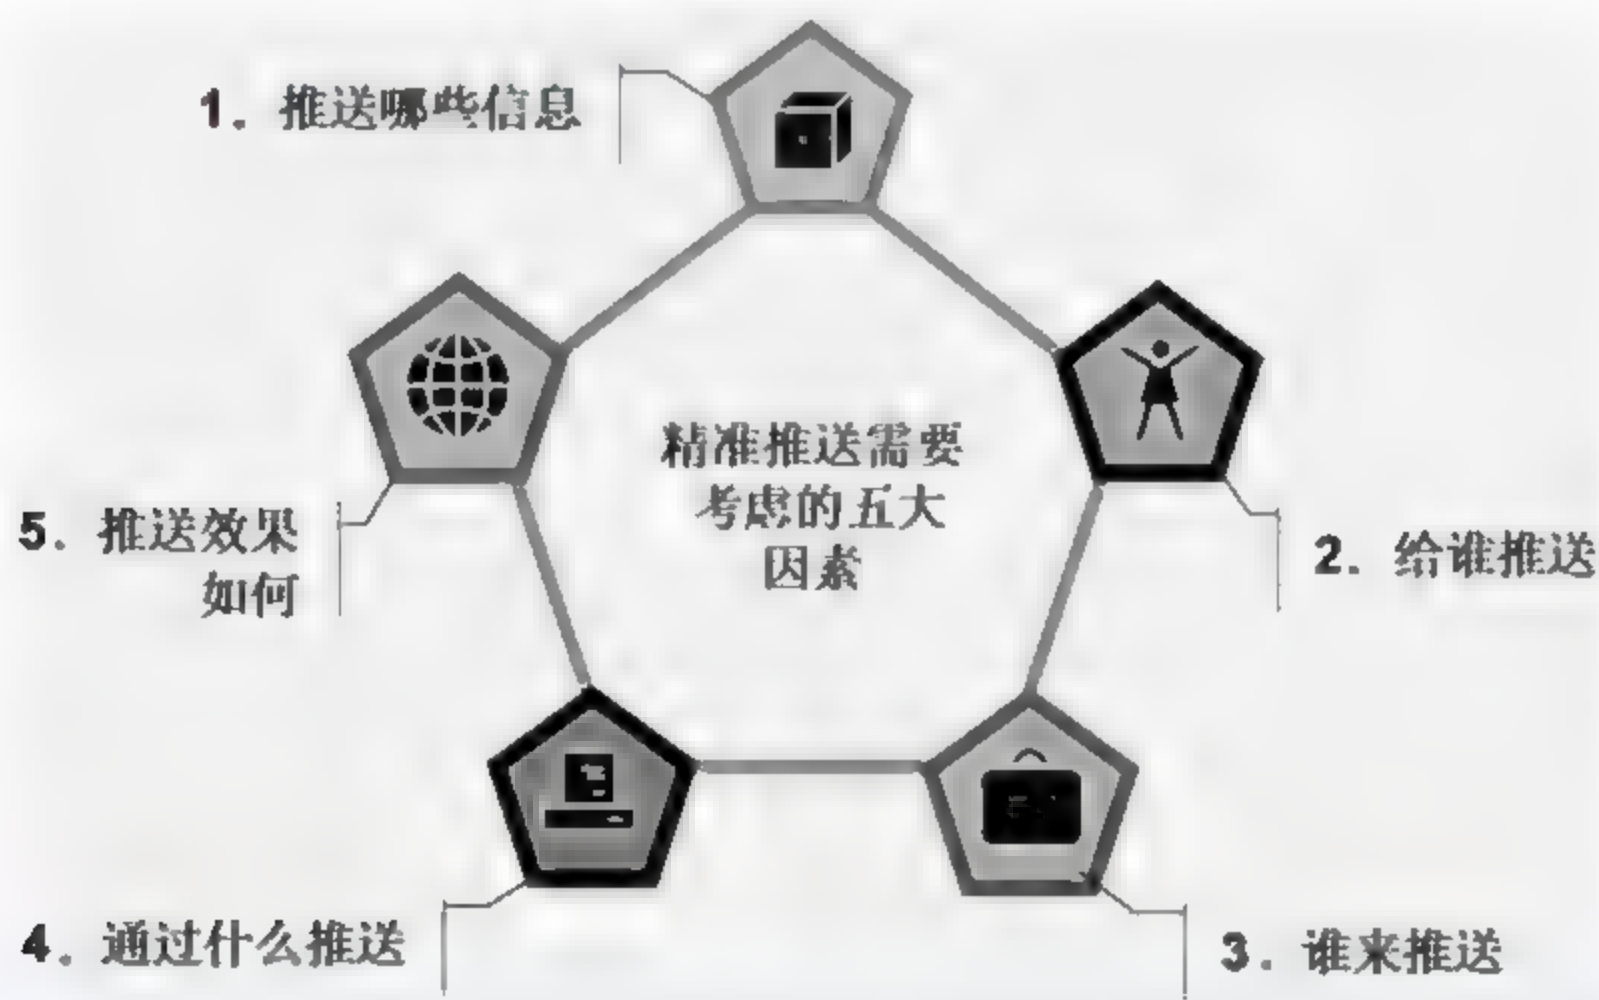 1. 推送哪些信息
精准推送需要
考虑的五大
因素
2. 给谁推送
3. 谁来推送
4. 通过什么推送
5. 推送效果
如何